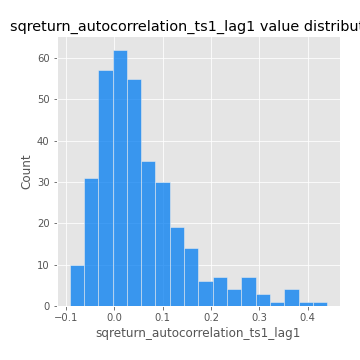 sqreturn_autocorrelation_ts1_lag1 value distribut
60
50
40
30
20
10
0
Count
−0.1 0.0 0.1 0.2 0.3 0.4
sqreturn_autocorrelation_ts1_lag1